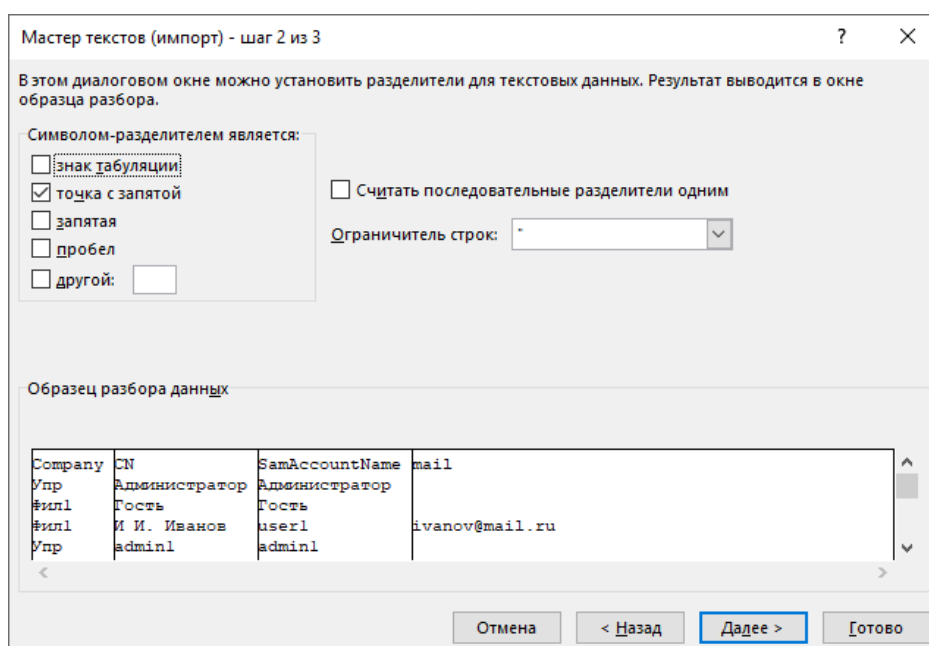 Мастер текстов (импорт) - шаг 2 из 3 ?
В этом диалоговом окне можно установить разделители для текстовых данных. Результат выводится в окне
образца разбора.
Символом-разделителем является:
знак табуляции
точка с запятой
запятая
пробел
другой:
Считать последовательные разделители одним
Ограничитель строк: "
Образец разбора данных
Company CN SamAccountName mail
Упр Администратор Администратор
Фил1 Гость Гость
Фил1 И И. Иванов user1 ivanov@mail.ru
Упр admin1 admin1
Отмена < Назад Далее > Готово